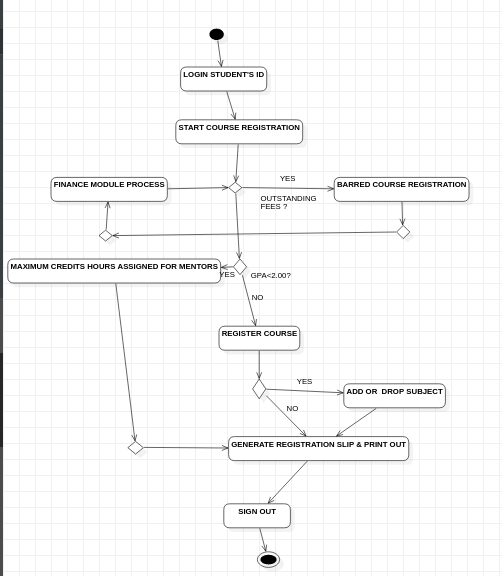 LOGIN STUDENT'S ID
START COURSE REGISTRATION
YES
FINANCE MODULE PROCESS
BARRED COURSE REGISTRATION
OUTSTANDING
FEES ?
MAXIMUM CREDITS HOURS ASSIGNED FOR MENTORS
YES
GPA<2.00?
NO
REGISTER COURSE
YES
ADD OR  DROP SUBJECT
NO
GENERATE REGISTRATION SLIP & PRINT OUT
SIGN OUT